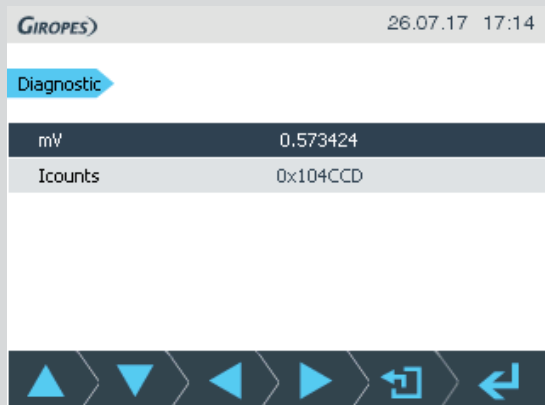 GIROPES) 26.07.17 17:14
Diagnostic
mV 0.573424
Icounts 0x104CCD